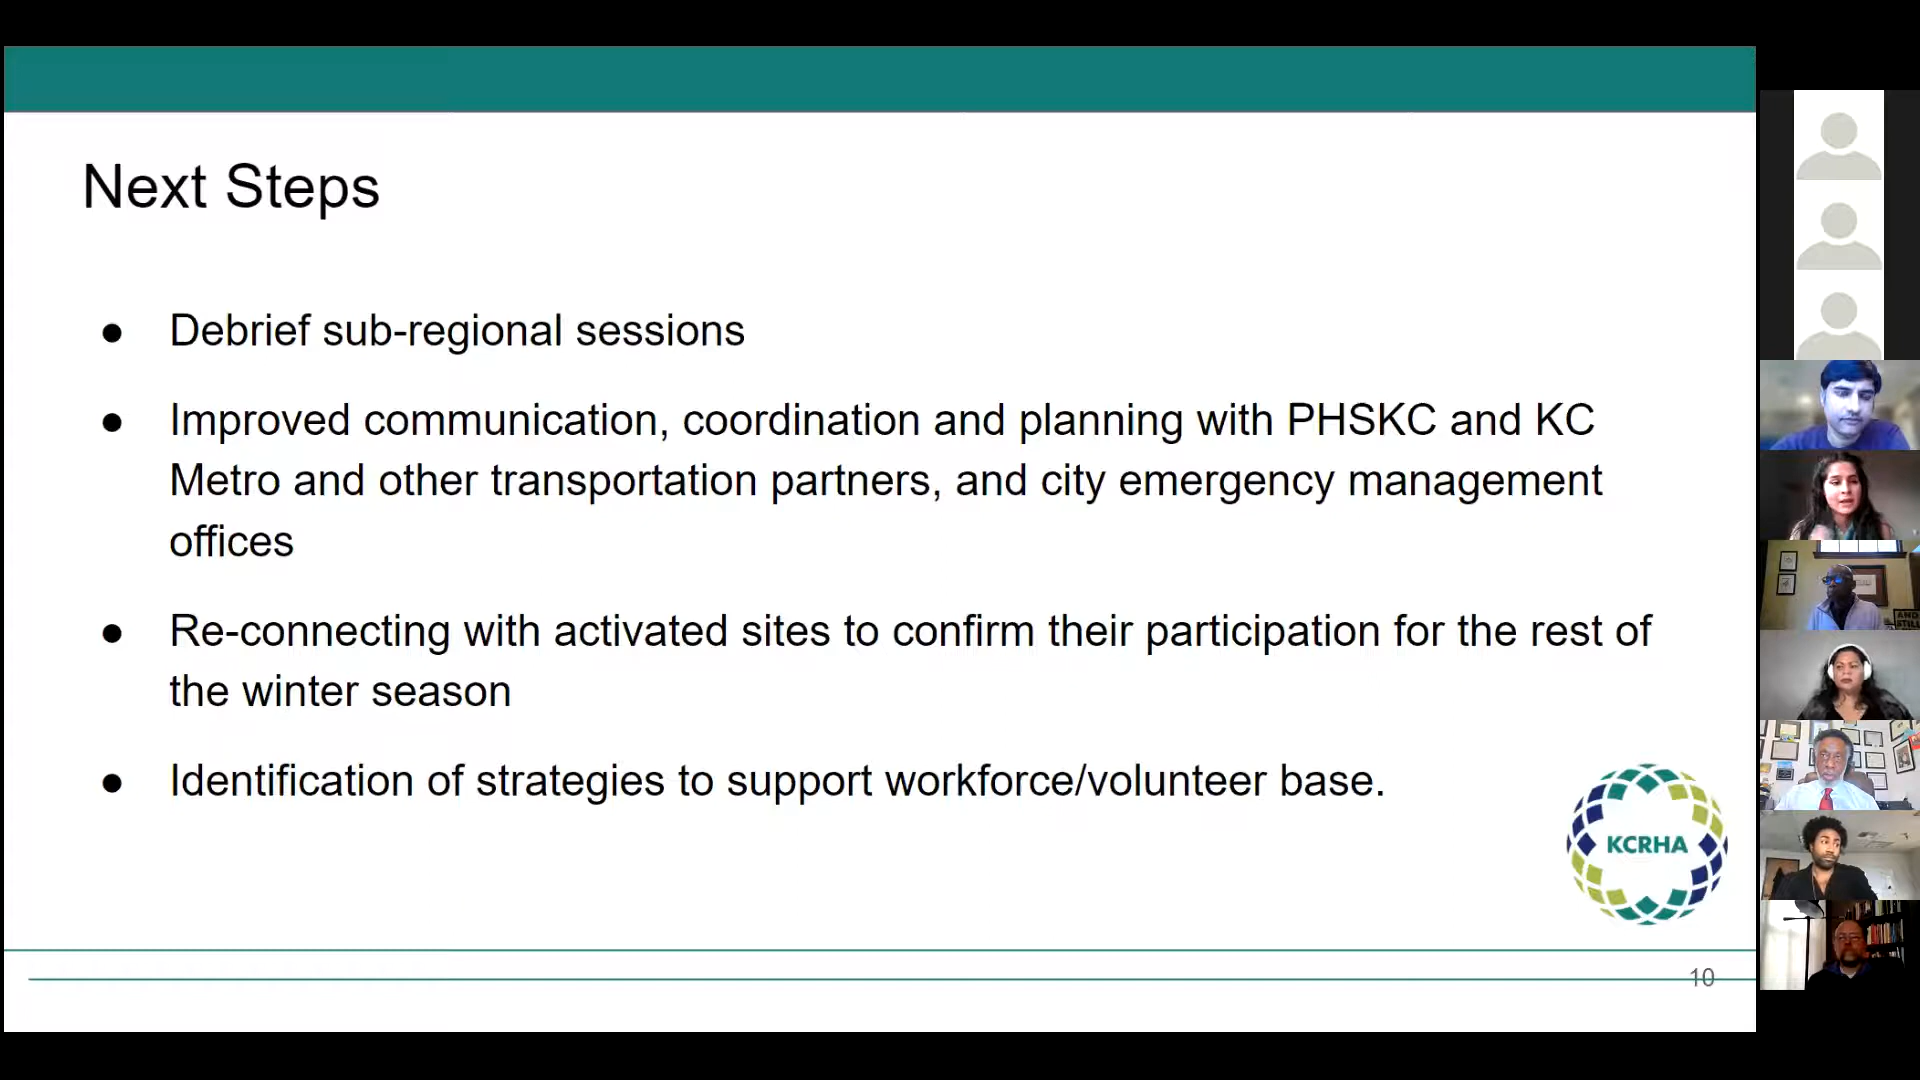 Next Steps
● Debrief sub-regional sessions
● Improved communication, coordination and planning with PHSKC and KC
Metro and other transportation partners, and city emergency management
offices
● Re-connecting with activated sites to confirm their participation for the rest of
the winter season
● Identification of strategies to support workforce/volunteer base.
KCRHA
10
AND
STILL